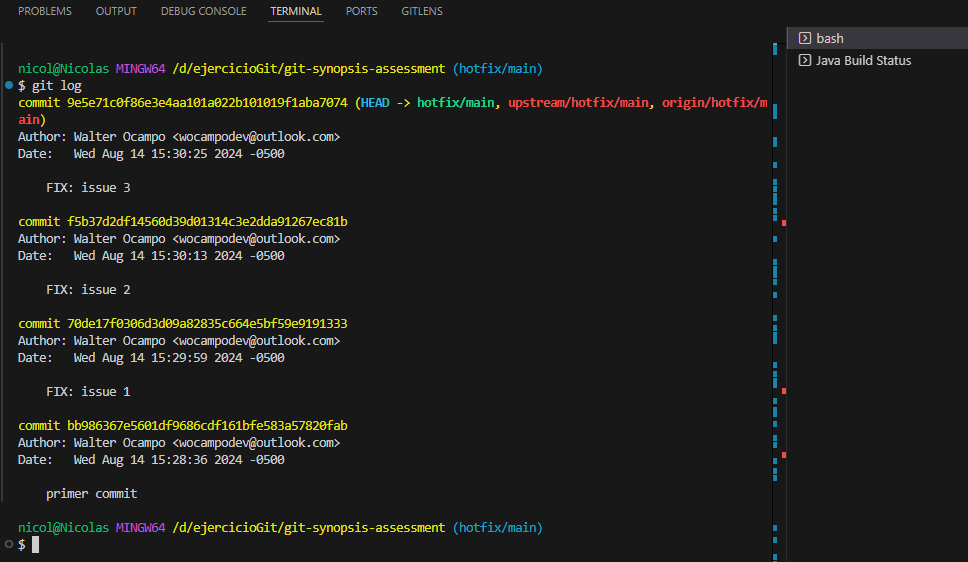 PROBLEMS OUTPUT DEBUG CONSOLE TERMINAL PORTS GITLENS
bash
Java Build Status
nicol@Nicolas MINGW64 /d/ejercicioGit/git-synopsis-assessment (hotfix/main)
$ git log
commit 9e5e71c0f86e3e4aa101a022b101019f1aba7074 (HEAD -> hotfix/main, upstream/hotfix/main, origin/hotfix/m
ain)
Author: Walter Ocampo <wocampodev@outlook.com>
Date:   Wed Aug 14 15:30:25 2024 -0500
FIX: issue 3
commit f5b37d2df14560d39d01314c3e2dda91267ec81b
Author: Walter Ocampo <wocampodev@outlook.com>
Date:   Wed Aug 14 15:30:13 2024 -0500
FIX: issue 2
commit 70de17f0306d3d09a82835c664e5bf59e9191333
Author: Walter Ocampo <wocampodev@outlook.com>
Date:   Wed Aug 14 15:29:59 2024 -0500
FIX: issue 1
commit bb986367e5601df9686cdf161bfe583a57820fab
Author: Walter Ocampo <wocampodev@outlook.com>
Date:   Wed Aug 14 15:28:36 2024 -0500
primer commit
nicol@Nicolas MINGW64 /d/ejercicioGit/git-synopsis-assessment (hotfix/main)
$